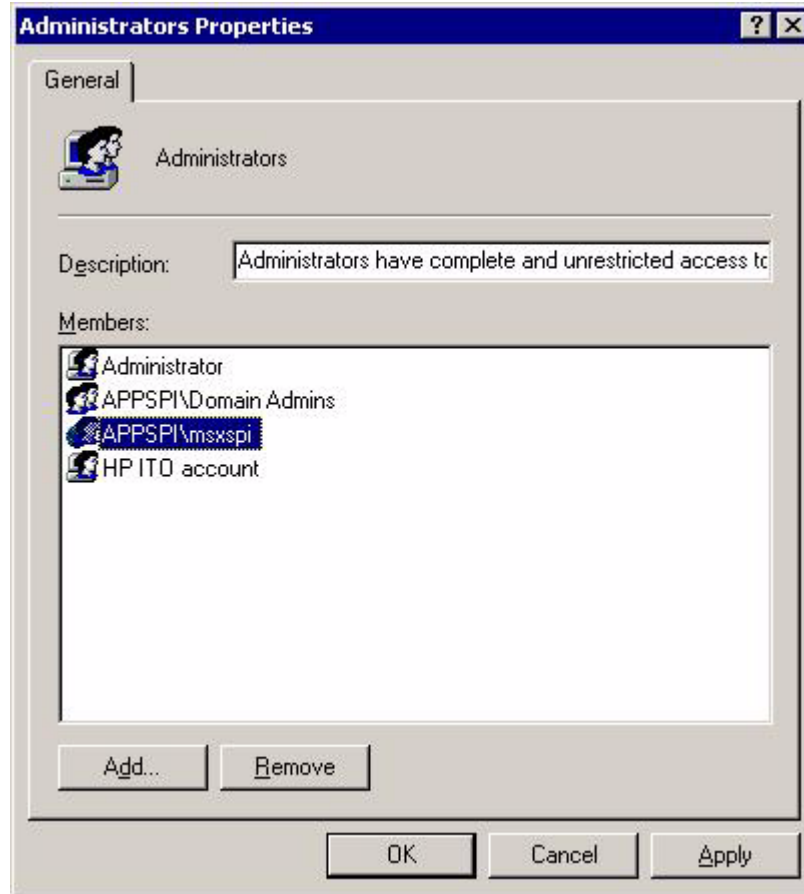 Administrators Properties
General
Administrators
Description: Administrators have complete and unrestricted access to
Members:
Administrator
APPSPI\Domain Admins
APPSPI\msxspi
HP ITO account
Add... Remove
OK Cancel Apply